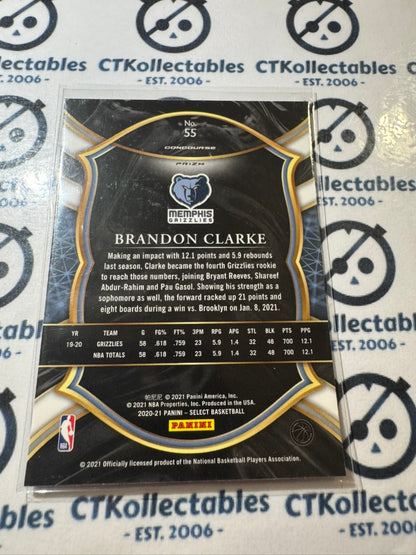 CTKollectables
- EST. 2006 -
No.
55
CONCOURSE
PRIZM
MEMPHIS
GRIZZLIES
BRANDON CLARKE
Making an impact with 12.1 points and 5.9 rebounds
last season, Clarke became the fourth Grizzlies rookie
to reach those numbers, joining Bryant Reeves, Shareef
Abdur-Rahim and Pau Gasol. Showing his strength as a
sophomore as well, the forward racked up 21 points and
eight boards during a win vs. Brooklyn on Jan. 8, 2021.
YR TEAM G FG% FT% 3PM RPG APG STL BLK PTS PPG
19-20 GRIZZLIES 58 .618 .759 23 5.9 1.4 32 48 700 12.1
NBA TOTALS 58 .618 .759 23 5.9 1.4 32 48 700 12.1
帕尼尼 © 2021 Panini America, Inc.
© 2021 NBA Properties, Inc. Produced in the USA.
2020-21 PANINI – SELECT BASKETBALL
PANINI
NBA
© 2021 Officially licensed product of the National Basketball Players Association.
CTKollectables
- EST. 2006 -